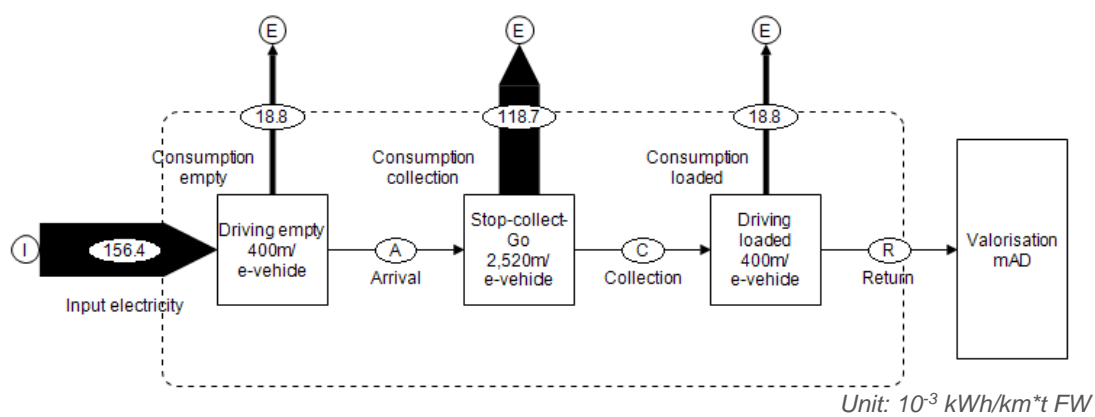 E
E
E
18.8
118.7
18.8
Consumption
empty
Consumption
collection
Consumption
loaded
I
156.4
Input electricity
Driving empty
400m/
e-vehide
A
Arrival
Stop-collect-
Go
2,520m/
e-vehide
C
Collection
Driving
loaded
400m/
e-vehide
R
Return
Valorisation
mAD
Unit: 10⁻³ kWh/km*t FW